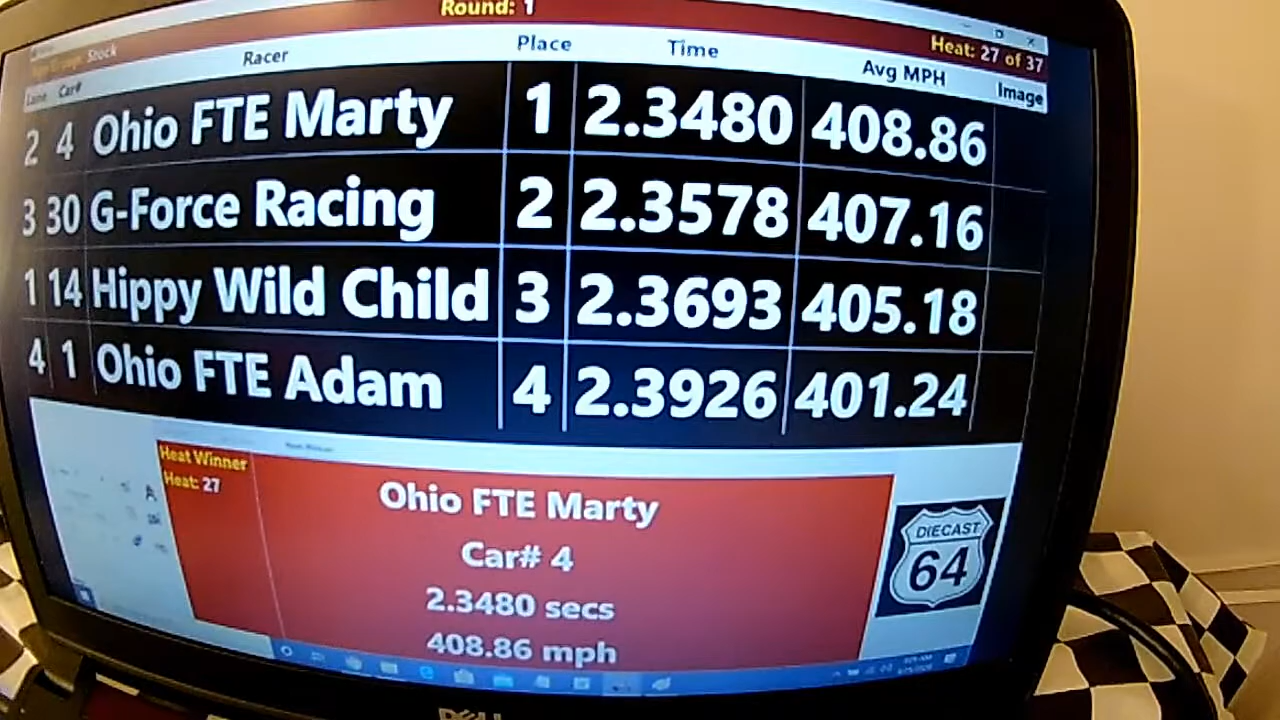 Round: 1
Stock
Heat: 27 of 37
Lane Car# Racer Place Time Avg MPH Image
2 4 Ohio FTE Marty 1 2.3480 408.86
3 30 G-Force Racing 2 2.3578 407.16
1 14 Hippy Wild Child 3 2.3693 405.18
4 1 Ohio FTE Adam 4 2.3926 401.24
Heat Winner
Heat: 27
Ohio FTE Marty
Car# 4
2.3480 secs
408.86 mph
DIECAST
64
DELL